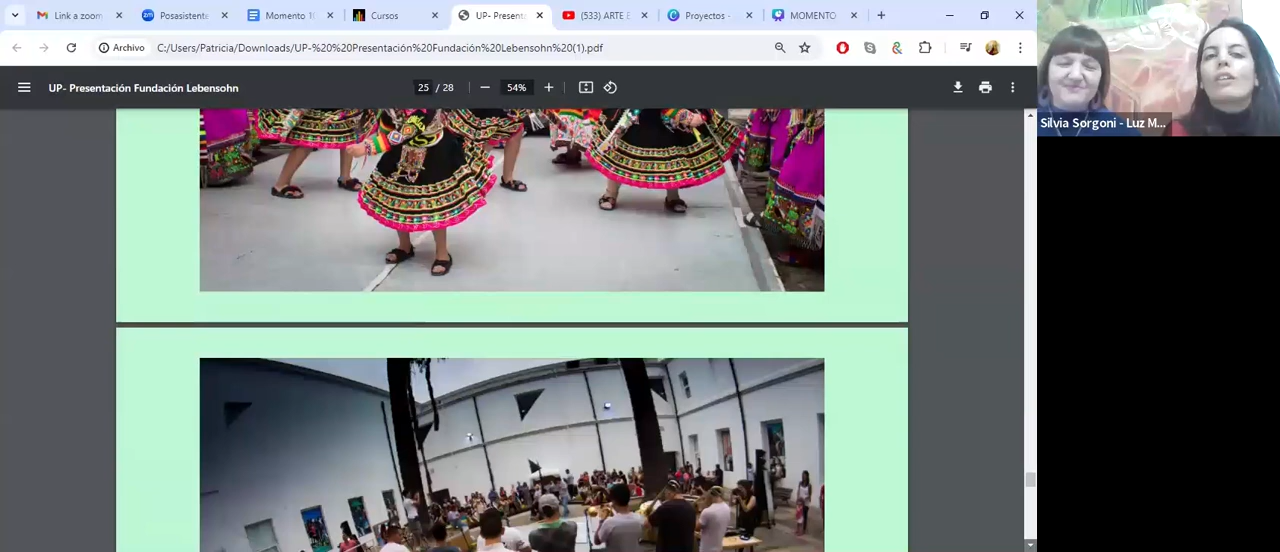 Link a zoom
Posasistente
Momento 1
Cursos
UP- Present
(533) ARTE E
Proyectos -
MOMENTO
Archivo
C:/Users/Patricia/Downloads/UP-%20%20Presentación%20Fundación%20Lebensohn%20(1).pdf
UP- Presentación Fundación Lebensohn
25 / 28
54%
Silvia Sorgoni - Luz M...